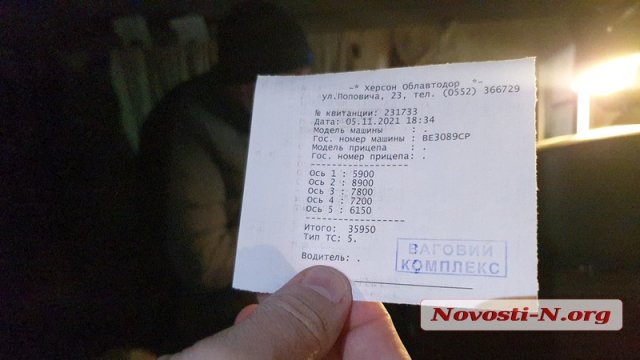 -* Херсон Облавтодор *-
ул.Поповича, 23, тел. (0552) 366729
№ квитанции: 231733
Дата: 05.11.2021 18:34
Модель машины : .
Гос. номер машины : ВЕ3089СР
Модель прицепа : .
Гос. номер прицепа: .
-------------------
Ось 1 : 5900
Ось 2 : 8900
Ось 3 : 7800
Ось 4 : 7200
Ось 5 : 6150
-------------------
Итого: 35950
Тип ТС: 5.
Водитель: .
ВАГОВИЙ
КОМПЛЕКС
Novosti-N.org